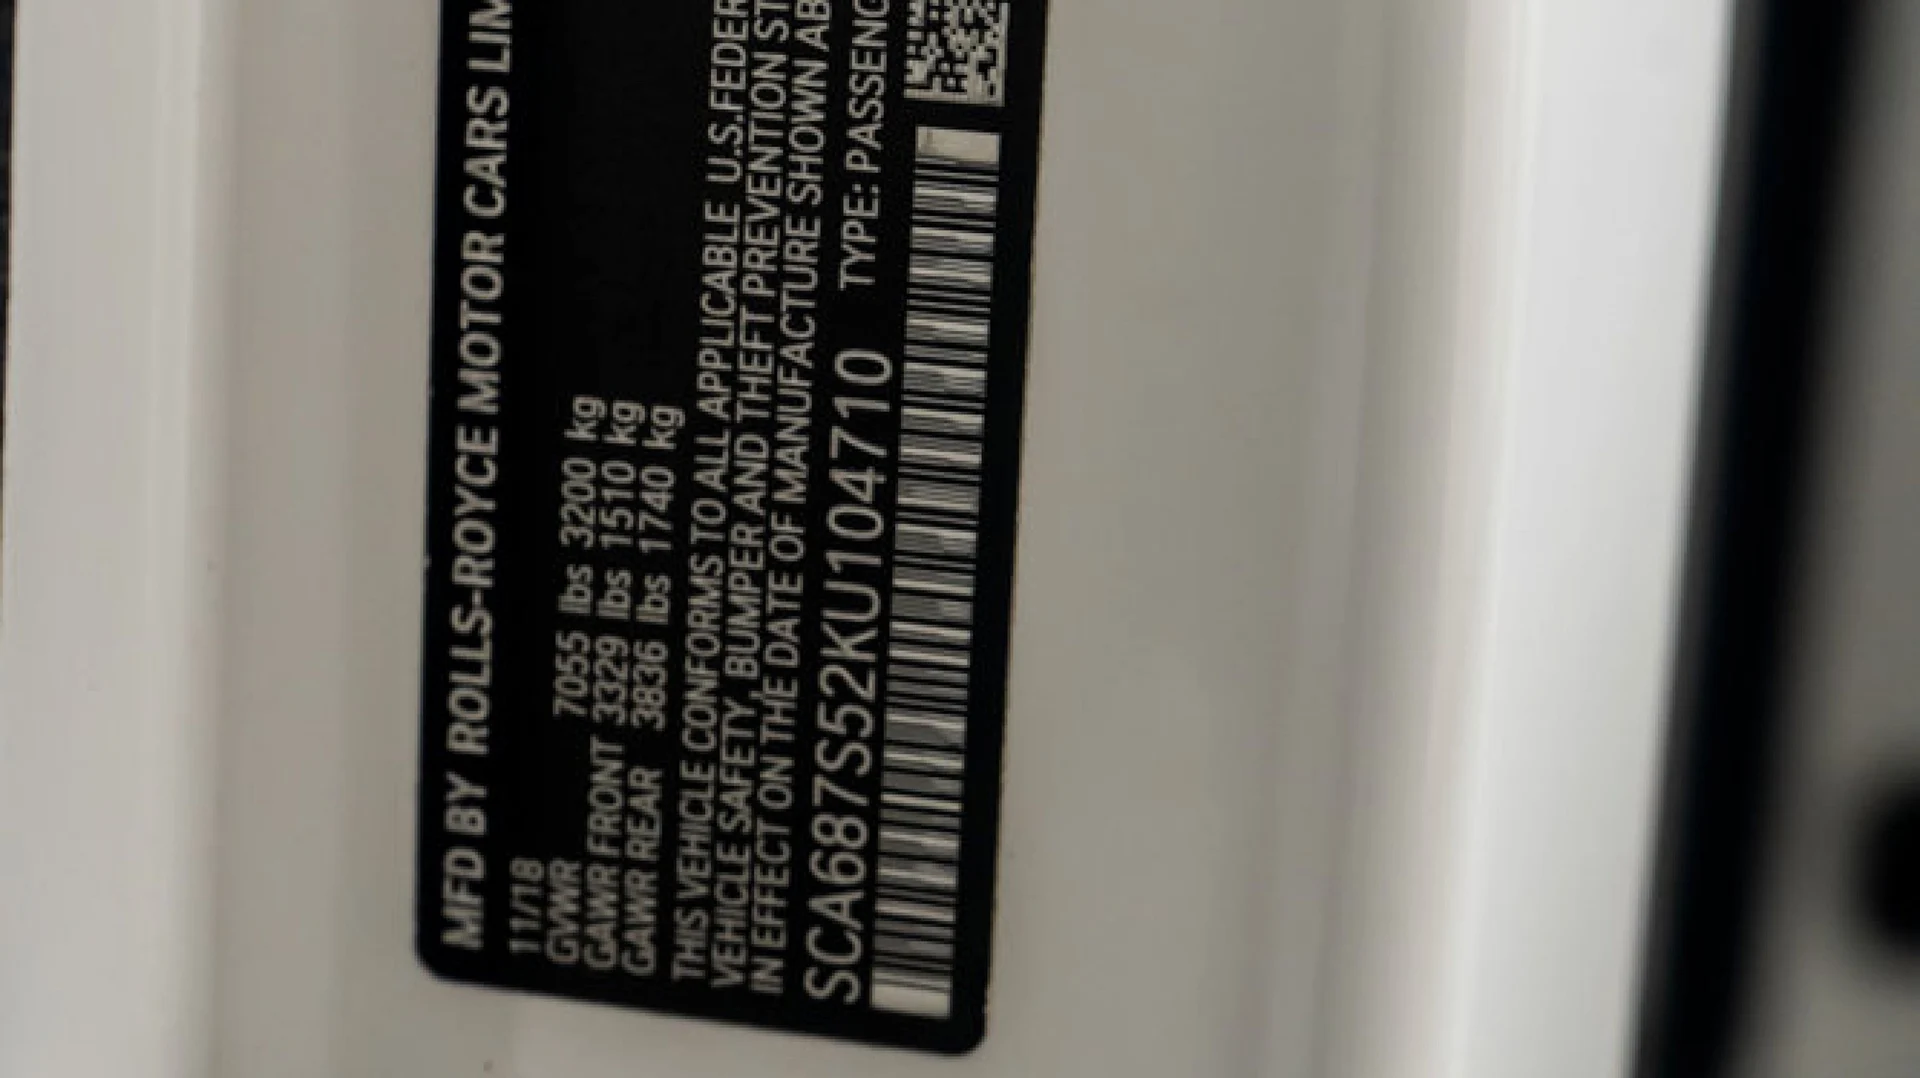 MFD BY ROLLS-ROYCE MOTOR CARS LIM
11/18
GVWR 7055 lbs 3200 kg
GAWR FRONT 3329 lbs 1510 kg
GAWR REAR 3836 lbs 1740 kg
THIS VEHICLE CONFORMS TO ALL APPLICABLE U.S.FEDER
VEHICLE SAFETY, BUMPER AND THEFT PREVENTION ST
IN EFFECT ON THE DATE OF MANUFACTURE SHOWN AB
SCA687S52KU104710 TYPE: PASSENG